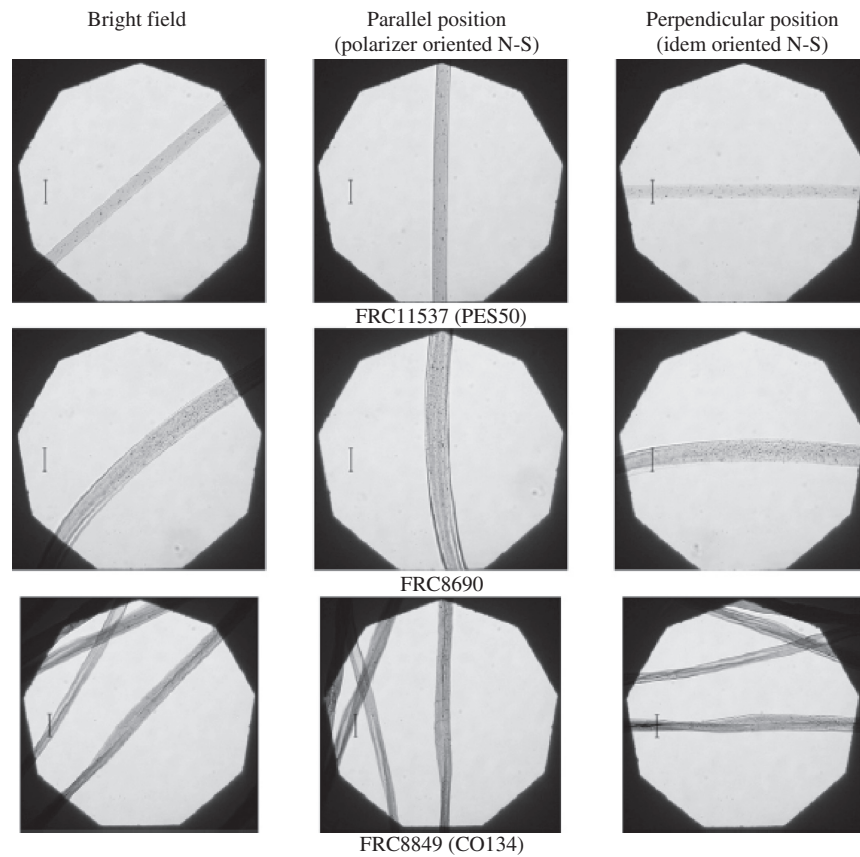 Bright field
Parallel position
(polarizer oriented N-S)
Perpendicular position
(idem oriented N-S)
FRC11537 (PES50)
FRC8690
FRC8849 (CO134)